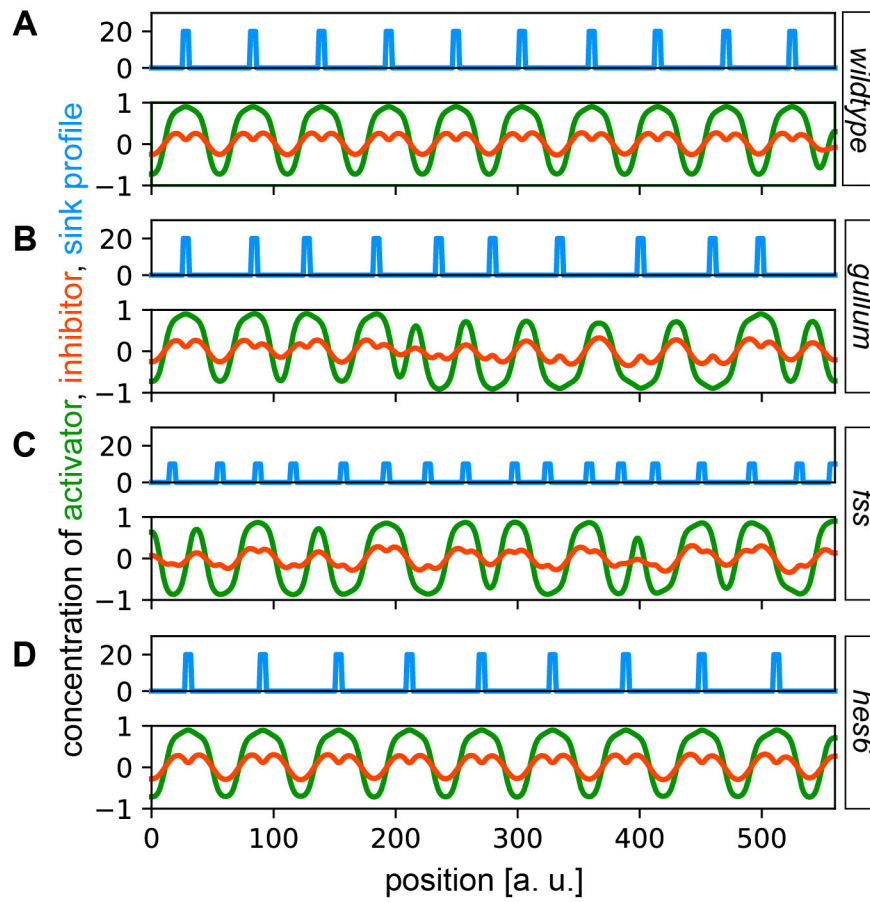 A
20
0
1
0
−1
wildtype
B
20
0
1
0
−1
gullum
C
20
0
1
0
−1
fss
D
20
0
1
0
−1
hes6
0 100 200 300 400 500
position [a. u.]
concentration of activator, inhibitor, sink profile